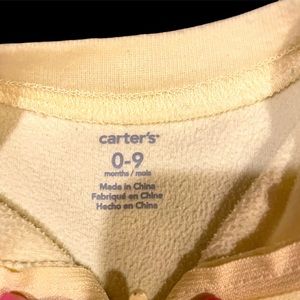 carter's®
0-9
months / mois
Made in China
Fabriqué en Chine
Hecho en China